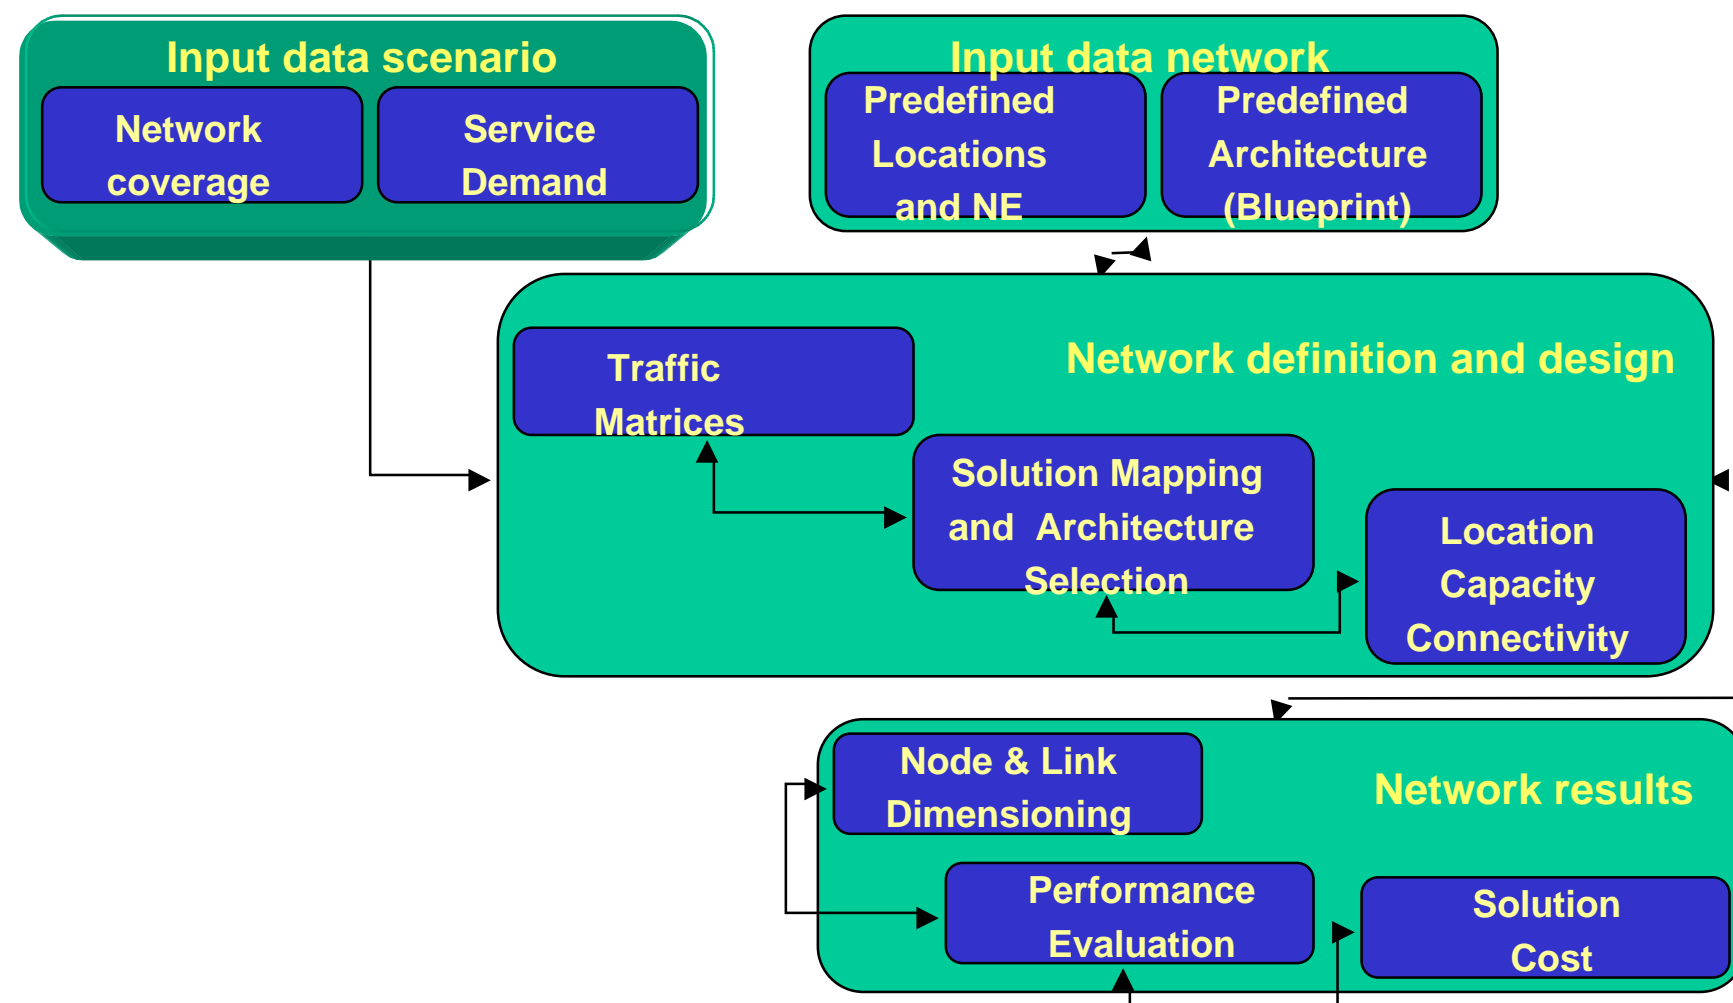 Input data scenario
Network
coverage
Service
Demand
Input data network
Predefined
Locations
and NE
Predefined
Architecture
(Blueprint)
Network definition and design
Traffic
Matrices
Solution Mapping
and Architecture
Selection
Location
Capacity
Connectivity
Node & Link
Dimensioning
Network results
Performance
Evaluation
Solution
Cost